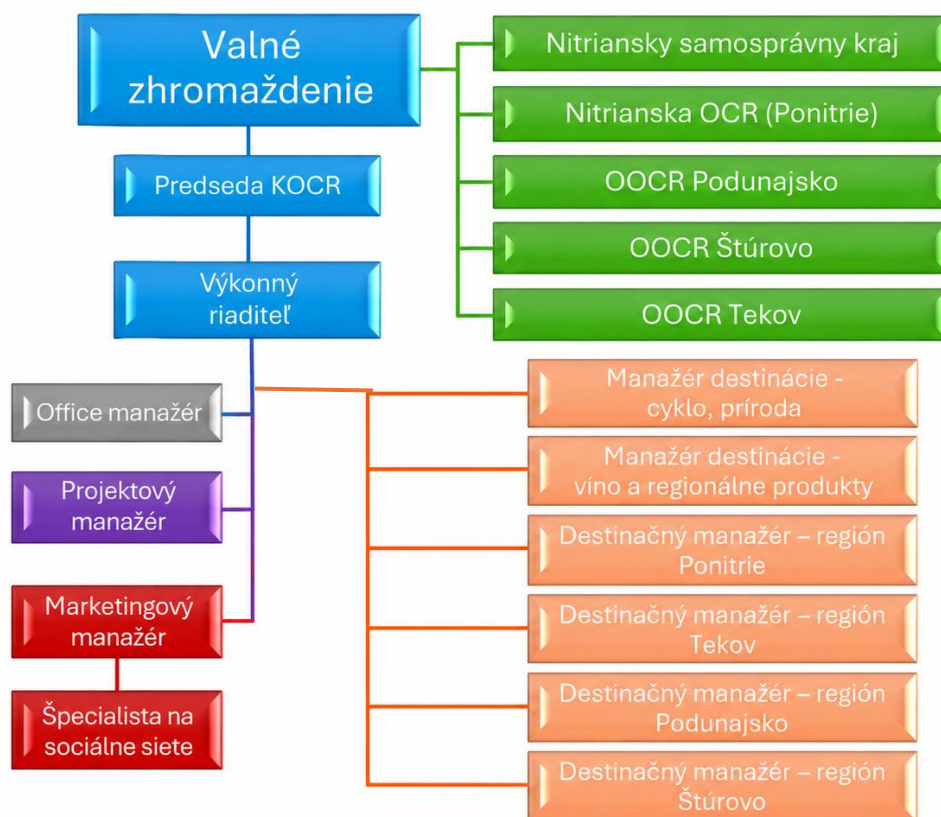 Valné
zhromaždenie
Predseda KOCR
Výkonný
riaditeľ
Nitriansky samosprávny kraj
Nitrianska OCR (Ponitrie)
OOCR Podunajsko
OOCR Štúrovo
OOCR Tekov
Office manažér
Projektový
manažér
Marketingový
manažér
Špecialista na
sociálne siete
Manažér destinácie -
cyklo, príroda
Manažér destinácie -
víno a regionálne produkty
Destinačný manažér – región
Ponitrie
Destinačný manažér – región
Tekov
Destinačný manažér – región
Podunajsko
Destinačný manažér – región
Štúrovo